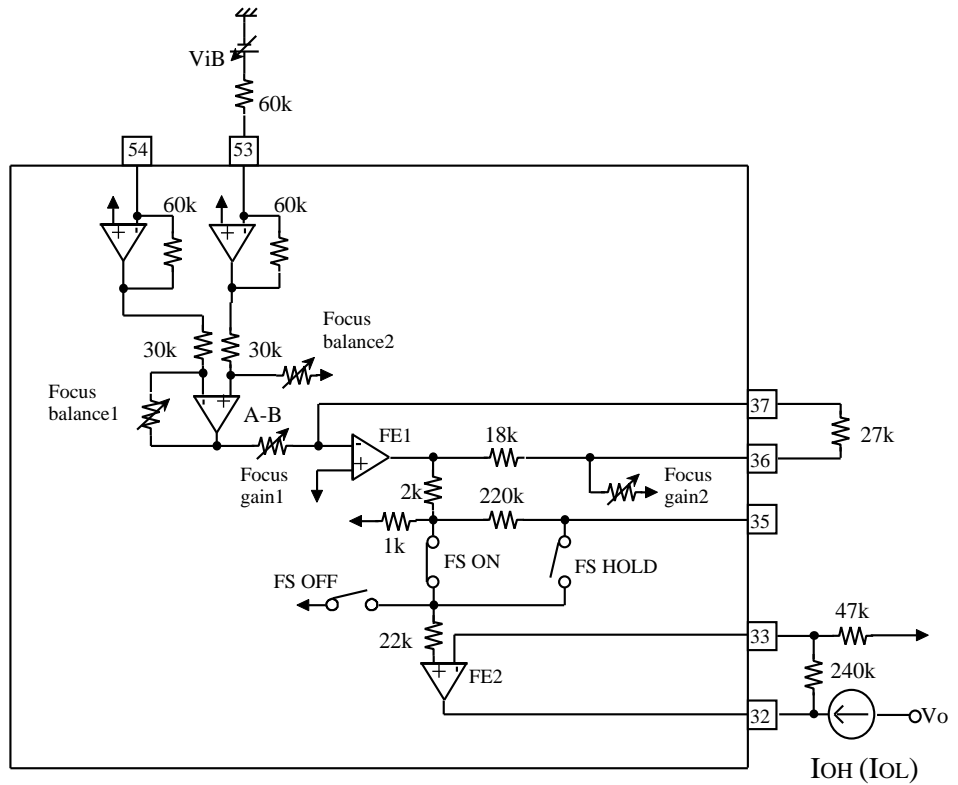 ViB
60k
54
53
60k
60k
+
-
+
-
Focus
balance2
30k
30k
Focus
balance1
-
+
A-B
37
FE1
18k
27k
-
+
36
Focus
gain1
Focus
gain2
2k
220k
35
1k
FS ON
FS HOLD
FS OFF
47k
22k
33
+
-
FE2
240k
32
Vo
IOH (IOL)